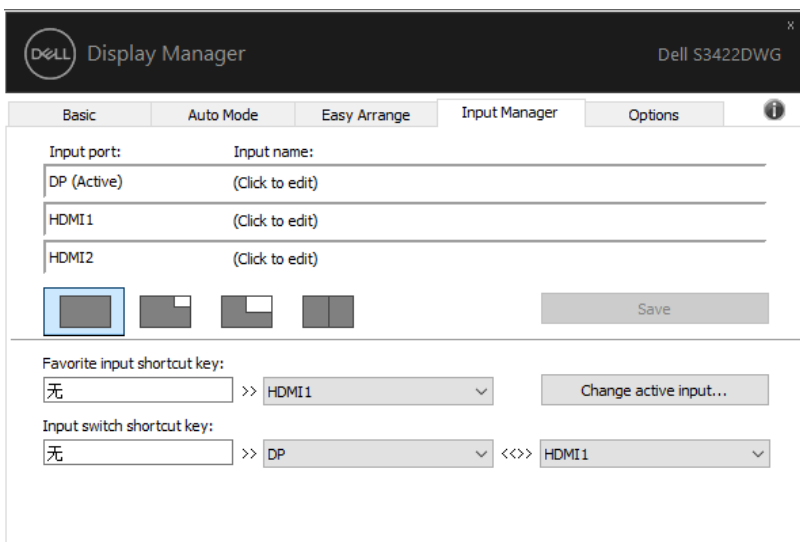 x
DELL Display Manager Dell S3422DWG
Basic Auto Mode Easy Arrange Input Manager Options i
Input port: Input name:
DP (Active) (Click to edit)
HDMI1 (Click to edit)
HDMI2 (Click to edit)
Save
Favorite input shortcut key:
无 >> HDMI1 Change active input...
Input switch shortcut key:
无 >> DP <<>> HDMI1